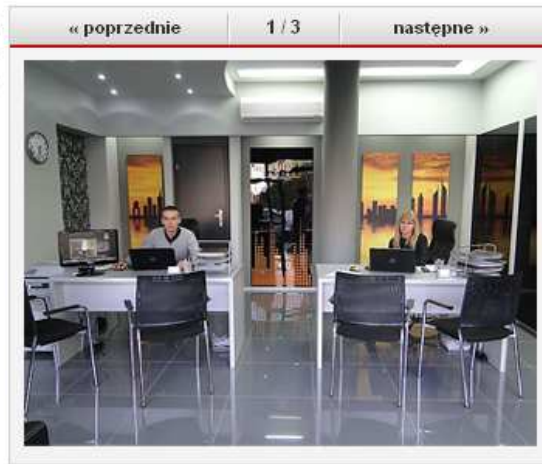 « poprzednie 1 / 3 następne »